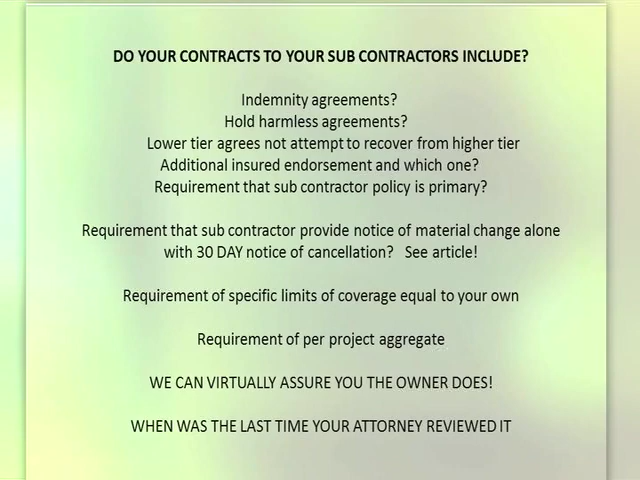 DO YOUR CONTRACTS TO YOUR SUB CONTRACTORS INCLUDE?
Indemnity agreements?
Hold harmless agreements?
Lower tier agrees not attempt to recover from higher tier
Additional insured endorsement and which one?
Requirement that sub contractor policy is primary?
Requirement that sub contractor provide notice of material change alone
with 30 DAY notice of cancellation? See article!
Requirement of specific limits of coverage equal to your own
Requirement of per project aggregate
WE CAN VIRTUALLY ASSURE YOU THE OWNER DOES!
WHEN WAS THE LAST TIME YOUR ATTORNEY REVIEWED IT